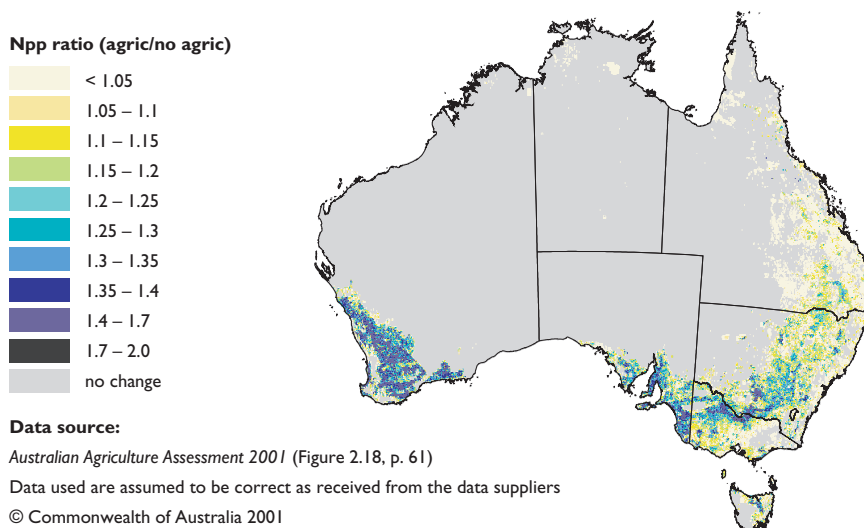 Npp ratio (agric/no agric)
< 1.05
1.05 – 1.1
1.1 – 1.15
1.15 – 1.2
1.2 – 1.25
1.25 – 1.3
1.3 – 1.35
1.35 – 1.4
1.4 – 1.7
1.7 – 2.0
no change
Data source:
Australian Agriculture Assessment 2001 (Figure 2.18, p. 61)
Data used are assumed to be correct as received from the data suppliers
© Commonwealth of Australia 2001